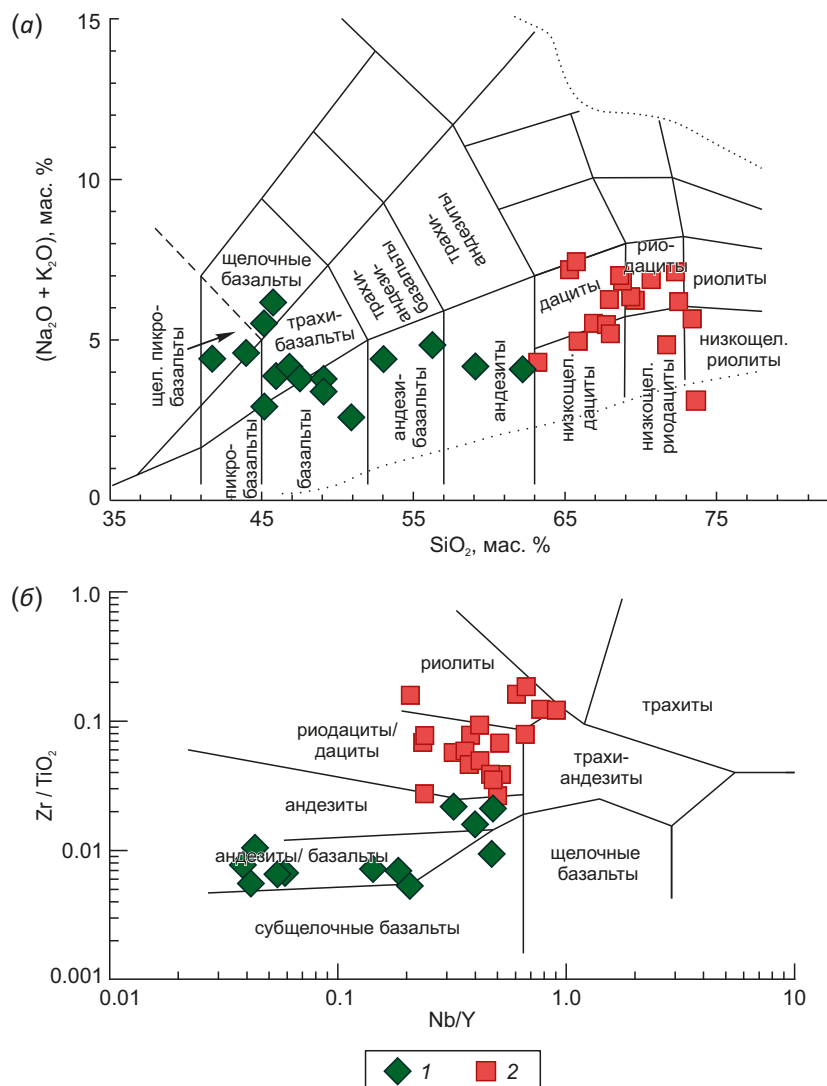 (а)
15
10
5
0
(Na₂O + K₂O), мас. %
щелочные
базальты
щел. пикро-
базальты
трахи-
базальты
трахи-
андези-
базальты
трахи-
андезиты
пикро-
базальты
базальты
андези-
базальты
андезиты
дациты
низкощел.
дациты
рио-
дациты
низкощел.
риодациты
риолиты
низкощел.
риолиты
35
45
55
65
75
SiO₂, мас. %
(б)
1.0
0.1
0.01
0.001
Zr / TiO₂
риолиты
риодациты/
дациты
андезиты
андезиты/ базальты
субщелочные базальты
трахиты
трахи-
андезиты
щелочные
базальты
0.01
0.1
1.0
10
Nb/Y
1
2